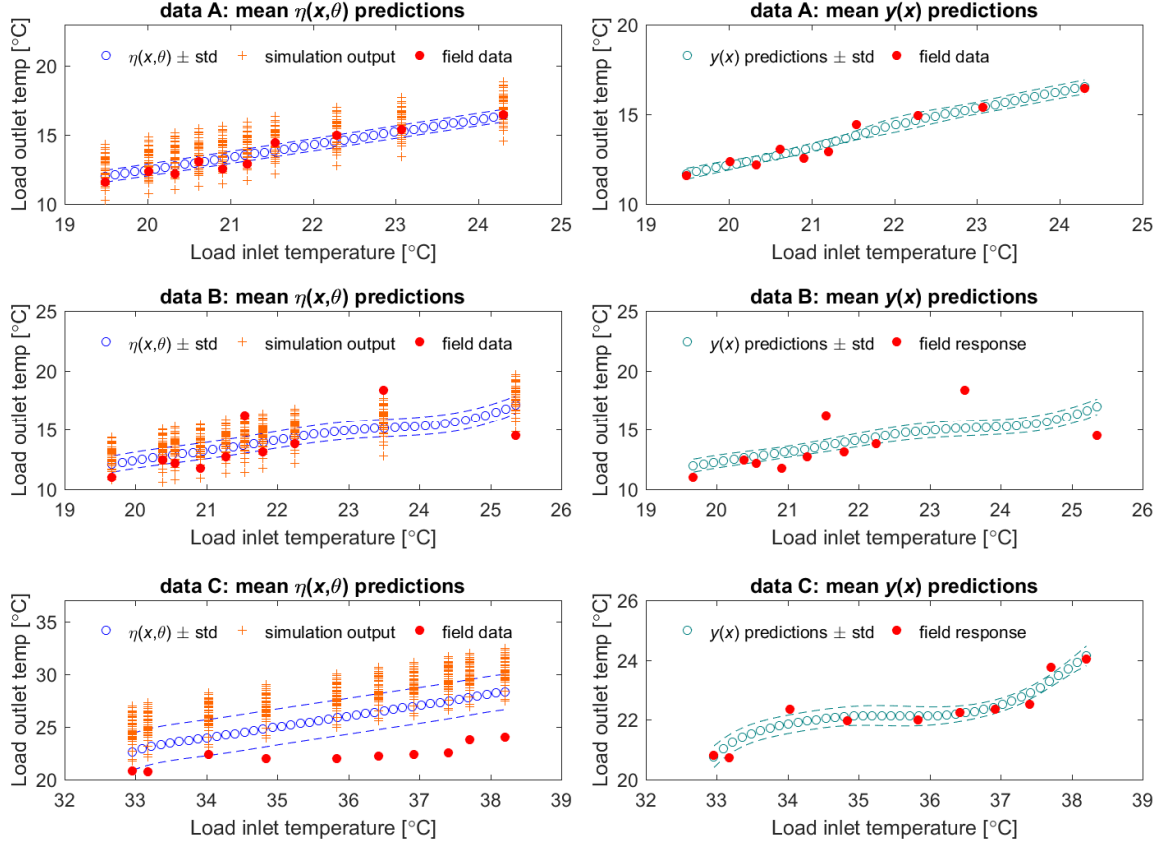 data A: mean η(x,θ) predictions
Load outlet temp [°C]
η(x,θ) ± std
simulation output
field data
20
15
10
19
20
21
22
23
24
25
Load inlet temperature [°C]
data A: mean y(x) predictions
Load outlet temp [°C]
y(x) predictions ± std
field data
20
15
10
19
20
21
22
23
24
25
Load inlet temperature [°C]
data B: mean η(x,θ) predictions
Load outlet temp [°C]
η(x,θ) ± std
simulation output
field data
25
20
15
10
19
20
21
22
23
24
25
26
Load inlet temperature [°C]
data B: mean y(x) predictions
Load outlet temp [°C]
y(x) predictions ± std
field response
25
20
15
10
19
20
21
22
23
24
25
26
Load inlet temperature [°C]
data C: mean η(x,θ) predictions
Load outlet temp [°C]
η(x,θ) ± std
simulation output
field data
35
30
25
20
32
33
34
35
36
37
38
39
Load inlet temperature [°C]
data C: mean y(x) predictions
Load outlet temp [°C]
y(x) predictions ± std
field response
26
24
22
20
32
33
34
35
36
37
38
39
Load inlet temperature [°C]